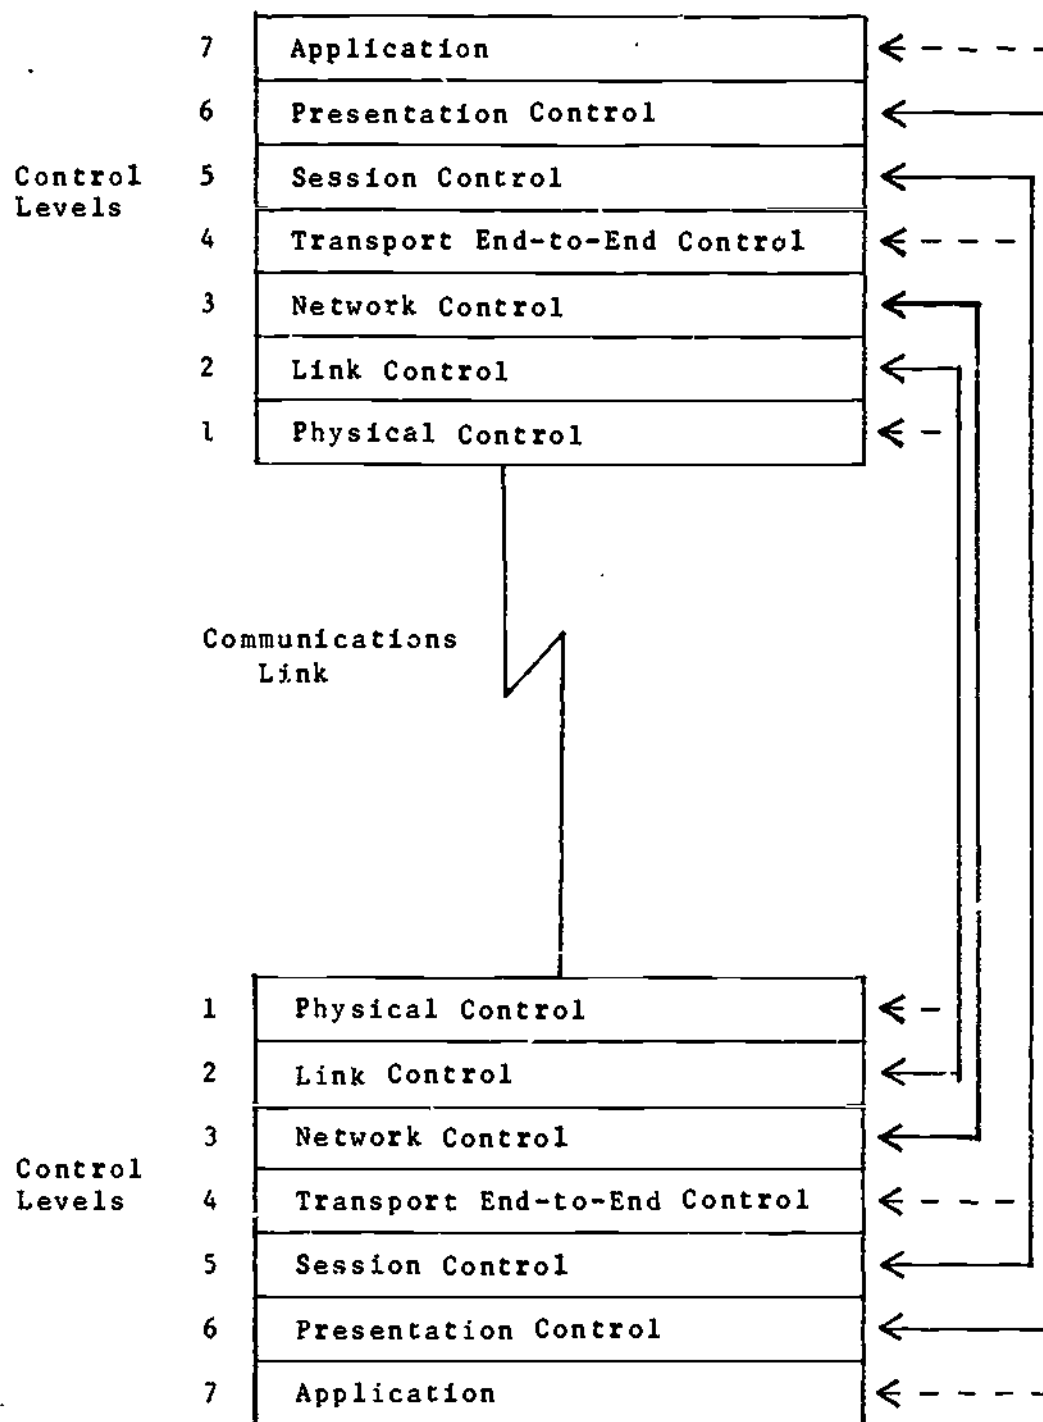 7 Application
6 Presentation Control
Control Levels
5 Session Control
4 Transport End-to-End Control
3 Network Control
2 Link Control
1 Physical Control
Communications
Link
1 Physical Control
2 Link Control
3 Network Control
Control Levels
4 Transport End-to-End Control
5 Session Control
6 Presentation Control
7 Application